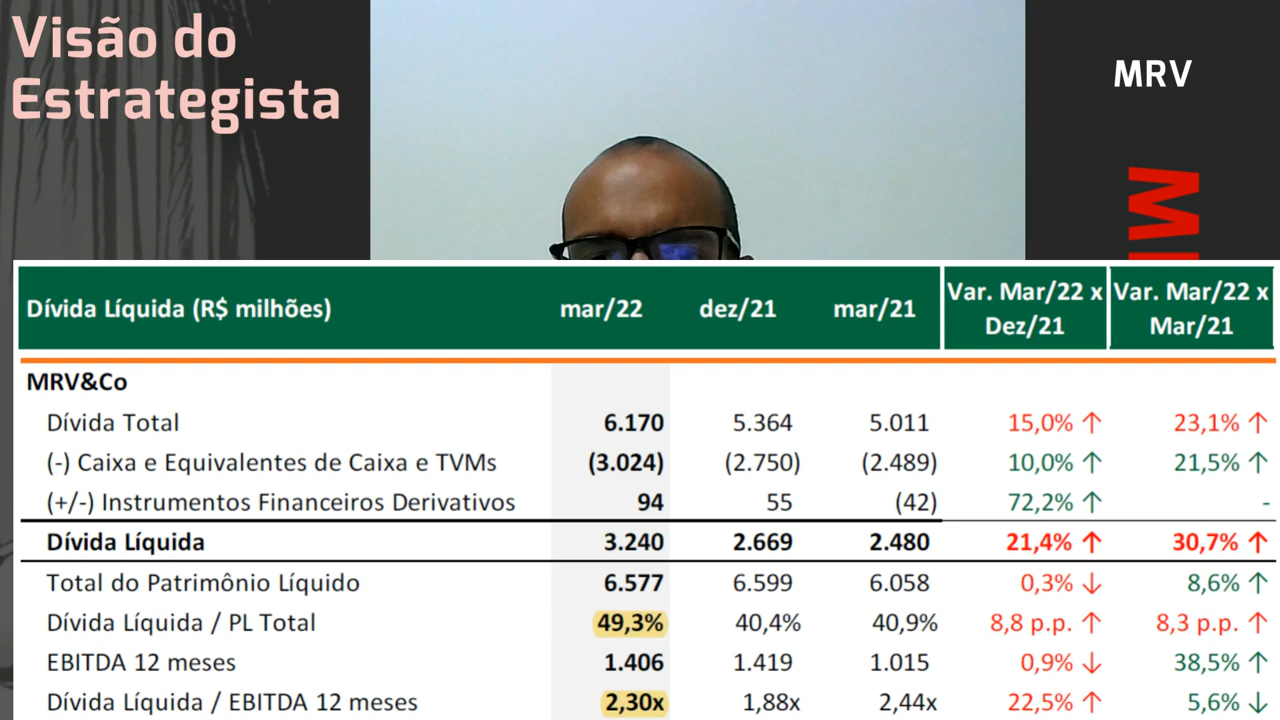 Visão do
Estrategista
MRV
Dívida Líquida (R$ milhões) mar/22 dez/21 mar/21 Var. Mar/22 x Dez/21 Var. Mar/22 x Mar/21
MRV&Co
Dívida Total 6.170 5.364 5.011 15,0% ↑ 23,1% ↑
(-) Caixa e Equivalentes de Caixa e TVMs (3.024) (2.750) (2.489) 10,0% ↑ 21,5% ↑
(+/-) Instrumentos Financeiros Derivativos 94 55 (42) 72,2% ↑ -
Dívida Líquida 3.240 2.669 2.480 21,4% ↑ 30,7% ↑
Total do Patrimônio Líquido 6.577 6.599 6.058 0,3% ↓ 8,6% ↑
Dívida Líquida / PL Total 49,3% 40,4% 40,9% 8,8 p.p. ↑ 8,3 p.p. ↑
EBITDA 12 meses 1.406 1.419 1.015 0,9% ↓ 38,5% ↑
Dívida Líquida / EBITDA 12 meses 2,30x 1,88x 2,44x 22,5% ↑ 5,6% ↓